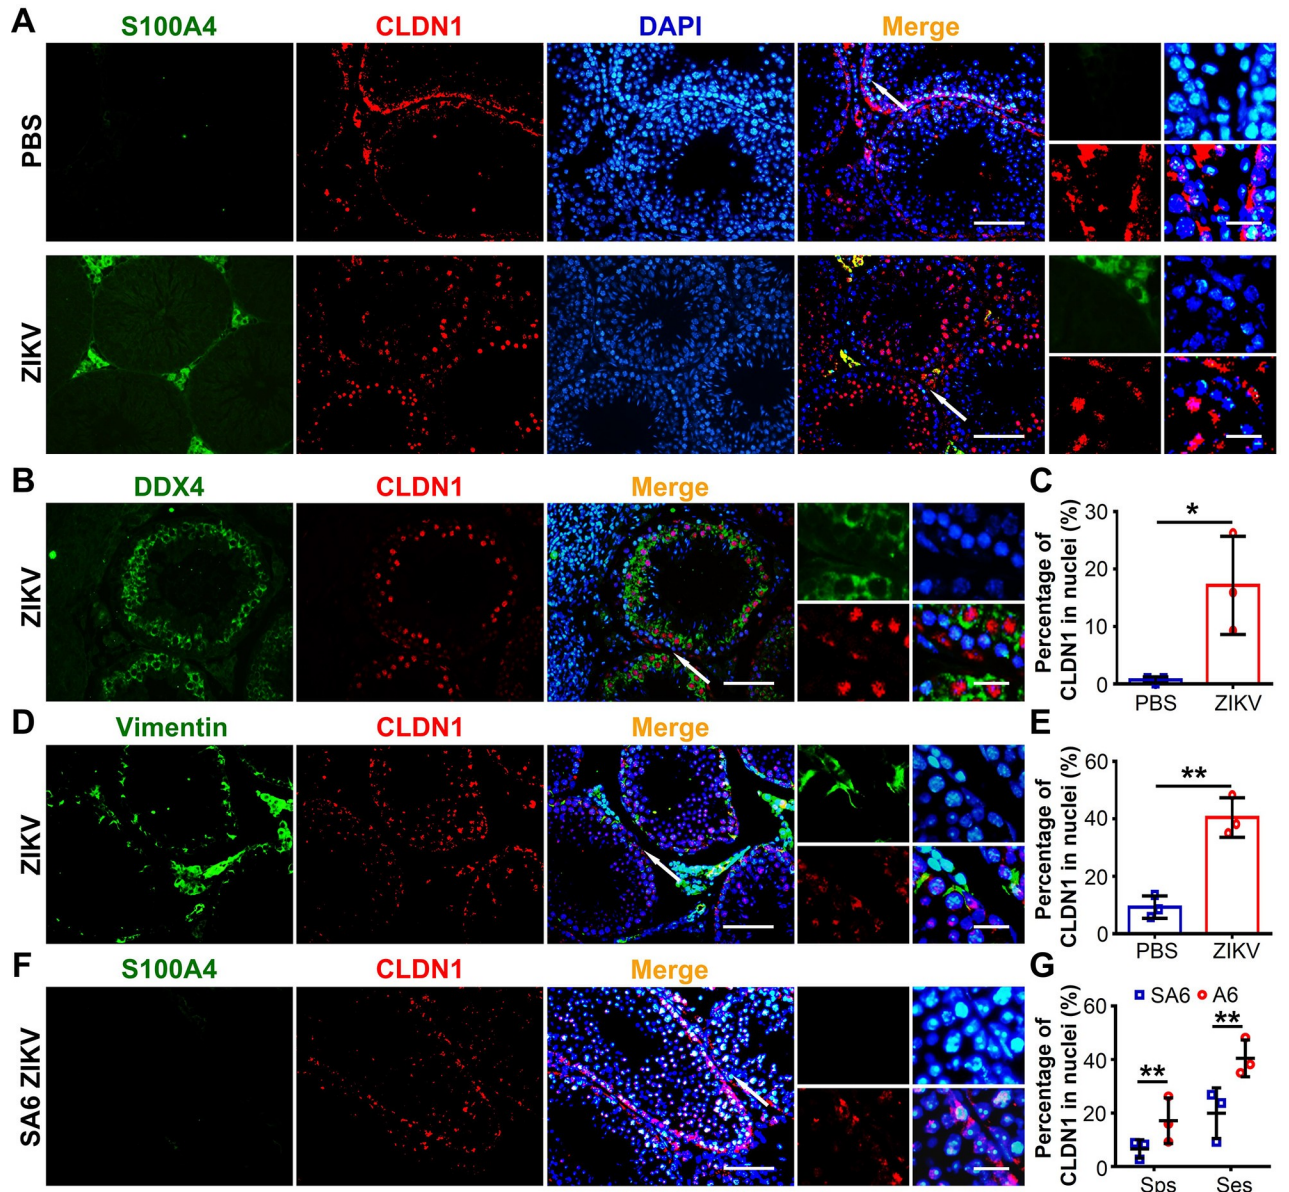 A
S100A4 CLDN1 DAPI Merge
PBS
ZIKV
B
DDX4 CLDN1 Merge
ZIKV
C
Percentage of
CLDN1 in nuclei (%)
30
20
10
0
*
PBS ZIKV
D
Vimentin CLDN1 Merge
ZIKV
E
Percentage of
CLDN1 in nuclei (%)
60
40
20
0
**
PBS ZIKV
F
S100A4 CLDN1 Merge
SA6 ZIKV
G
Percentage of
CLDN1 in nuclei (%)
60
40
20
0
SA6 A6
**
**
Sps Ses